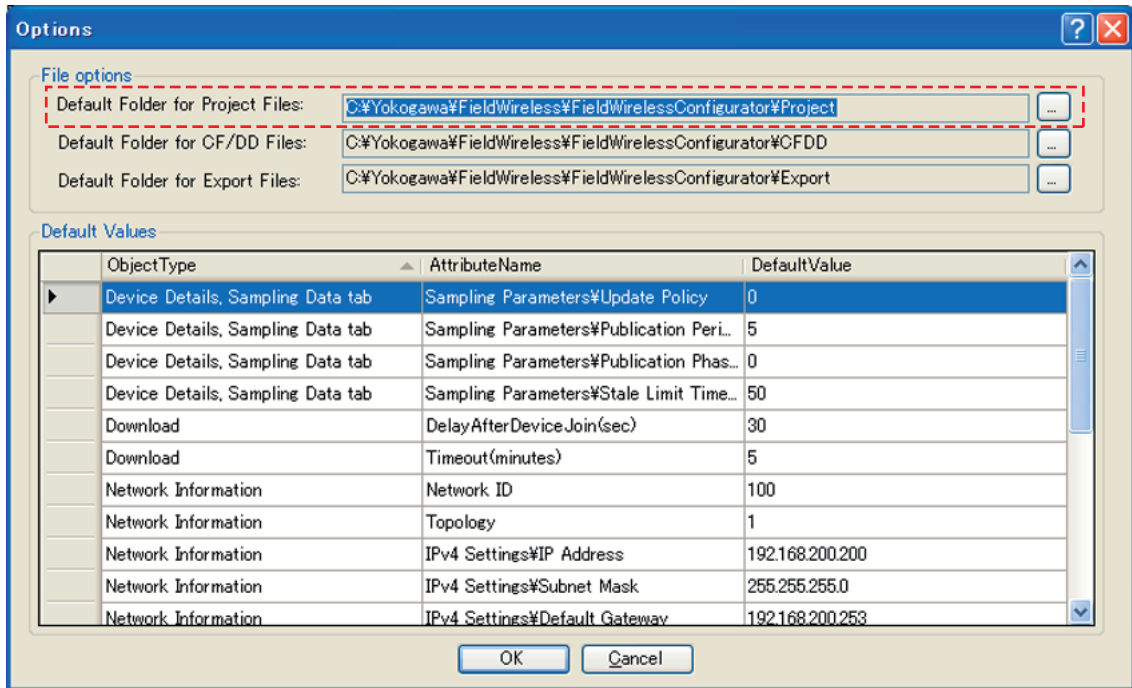 Options
File options
Default Folder for Project Files: C:¥Yokogawa¥FieldWireless¥FieldWirelessConfigurator¥Project ...
Default Folder for CF/DD Files: C:¥Yokogawa¥FieldWireless¥FieldWirelessConfigurator¥CFDD ...
Default Folder for Export Files: C:¥Yokogawa¥FieldWireless¥FieldWirelessConfigurator¥Export ...
Default Values
ObjectType AttributeName DefaultValue
Device Details, Sampling Data tab Sampling Parameters¥Update Policy 0
Device Details, Sampling Data tab Sampling Parameters¥Publication Peri... 5
Device Details, Sampling Data tab Sampling Parameters¥Publication Phas... 0
Device Details, Sampling Data tab Sampling Parameters¥Stale Limit Time... 50
Download DelayAfterDeviceJoin(sec) 30
Download Timeout(minutes) 5
Network Information Network ID 100
Network Information Topology 1
Network Information IPv4 Settings¥IP Address 192.168.200.200
Network Information IPv4 Settings¥Subnet Mask 255.255.255.0
Network Information IPv4 Settings¥Default Gateway 192.168.200.253
OK Cancel